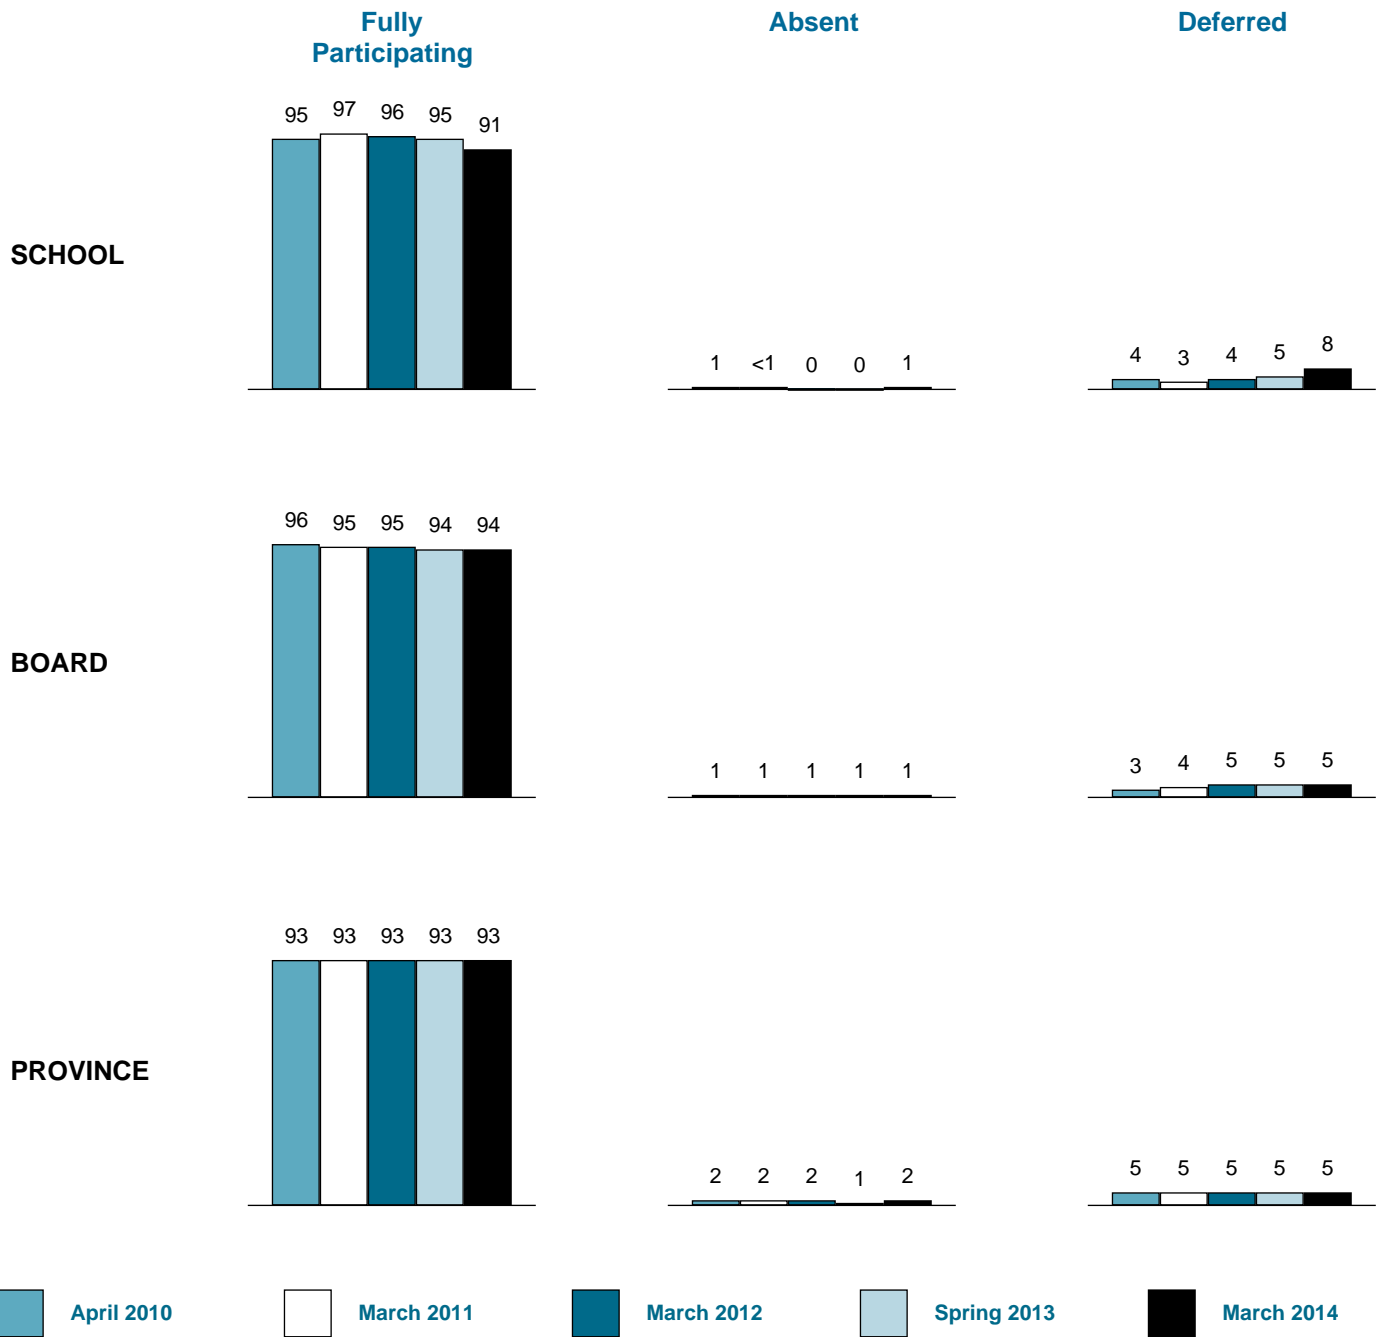 Fully
Participating
Absent
Deferred
95 97 96 95 91
SCHOOL
1 <1 0 0 1
4 3 4 5 8
96 95 95 94 94
BOARD
1 1 1 1 1
3 4 5 5 5
93 93 93 93 93
PROVINCE
2 2 2 1 2
5 5 5 5 5
April 2010
March 2011
March 2012
Spring 2013
March 2014